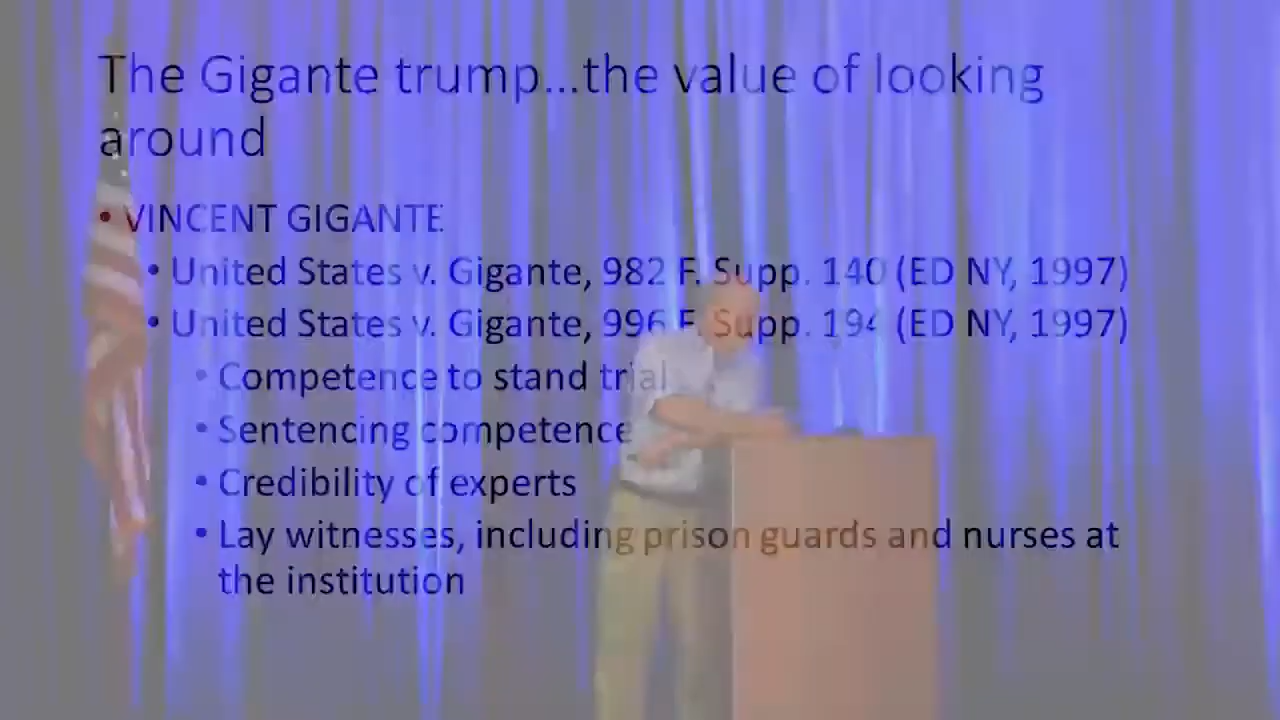 The Gigante trump...the value of looking
around
• VINCENT GIGANTE
• United States v. Gigante, 982 F. Supp. 140 (ED NY, 1997)
• United States v. Gigante, 996 F. Supp. 194 (ED NY, 1997)
• Competence to stand trial
• Sentencing competence
• Credibility of experts
• Lay witnesses, including prison guards and nurses at
the institution